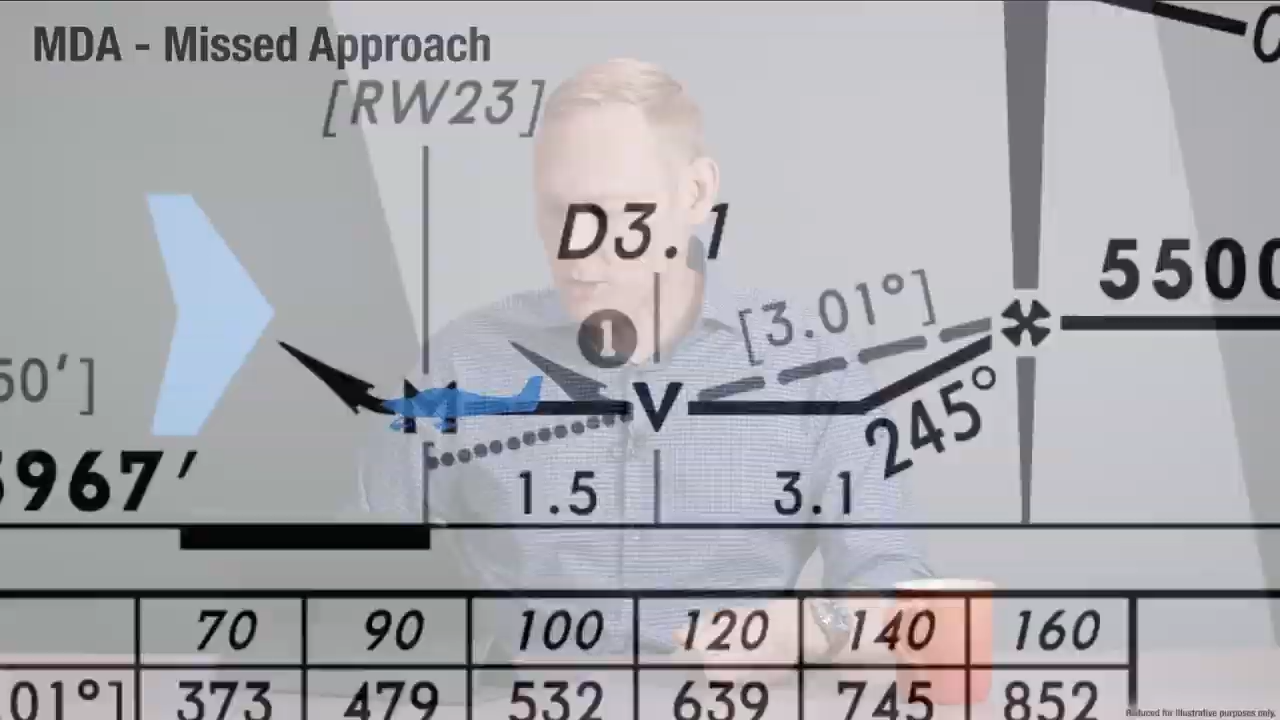 MDA - Missed Approach
[RW23]
D3.1
5500
[3.01°]
1
50′]
M
V
245°
5967′
1.5
3.1
70 90 100 120 140 160
.01°] 373 479 532 639 745 852
Reduced for illustrative purposes only.